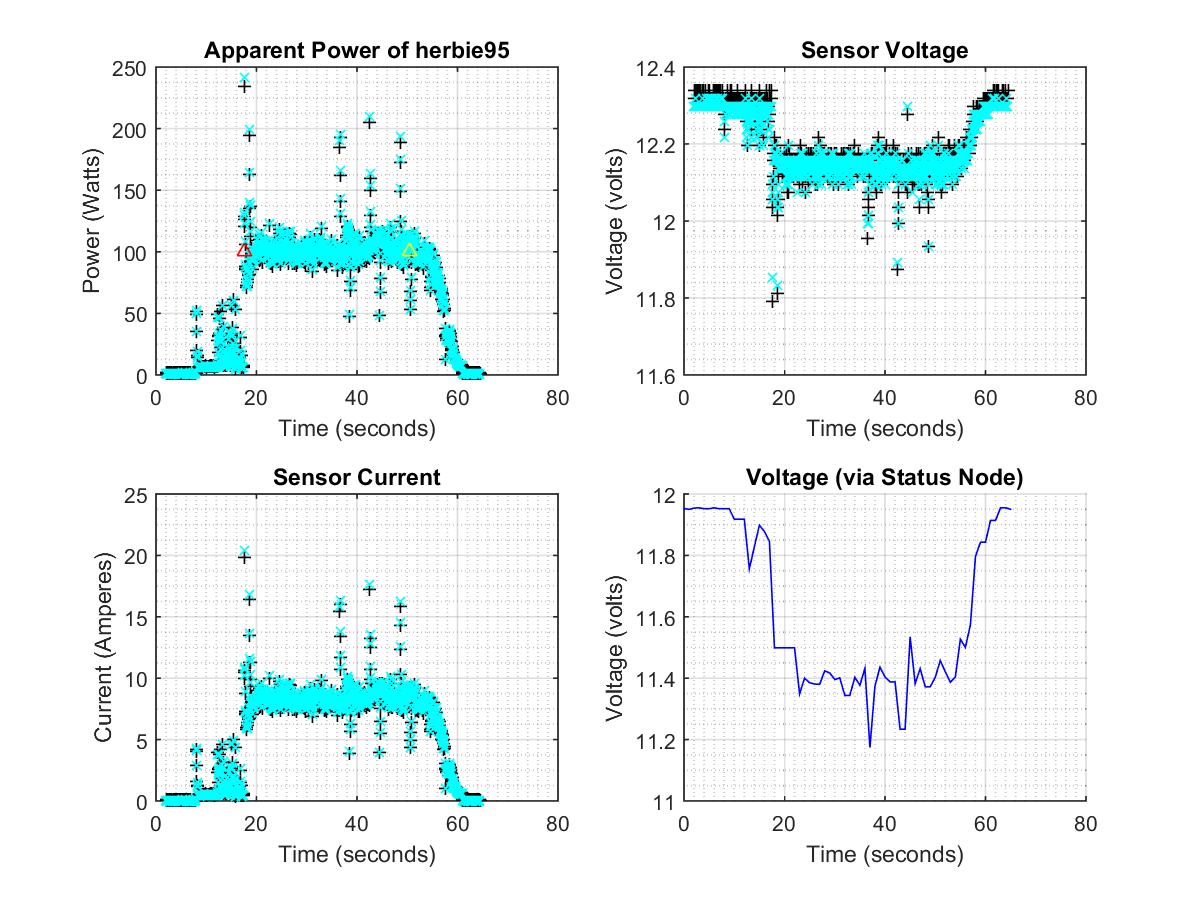 Apparent Power of herbie95
250
200
150
100
50
0
Power (Watts)
0 20 40 60 80
Time (seconds)
Sensor Voltage
12.4
12.2
12
11.8
11.6
Voltage (volts)
0 20 40 60 80
Time (seconds)
Sensor Current
25
20
15
10
5
0
Current (Amperes)
0 20 40 60 80
Time (seconds)
Voltage (via Status Node)
12
11.8
11.6
11.4
11.2
11
Voltage (volts)
0 20 40 60 80
Time (seconds)